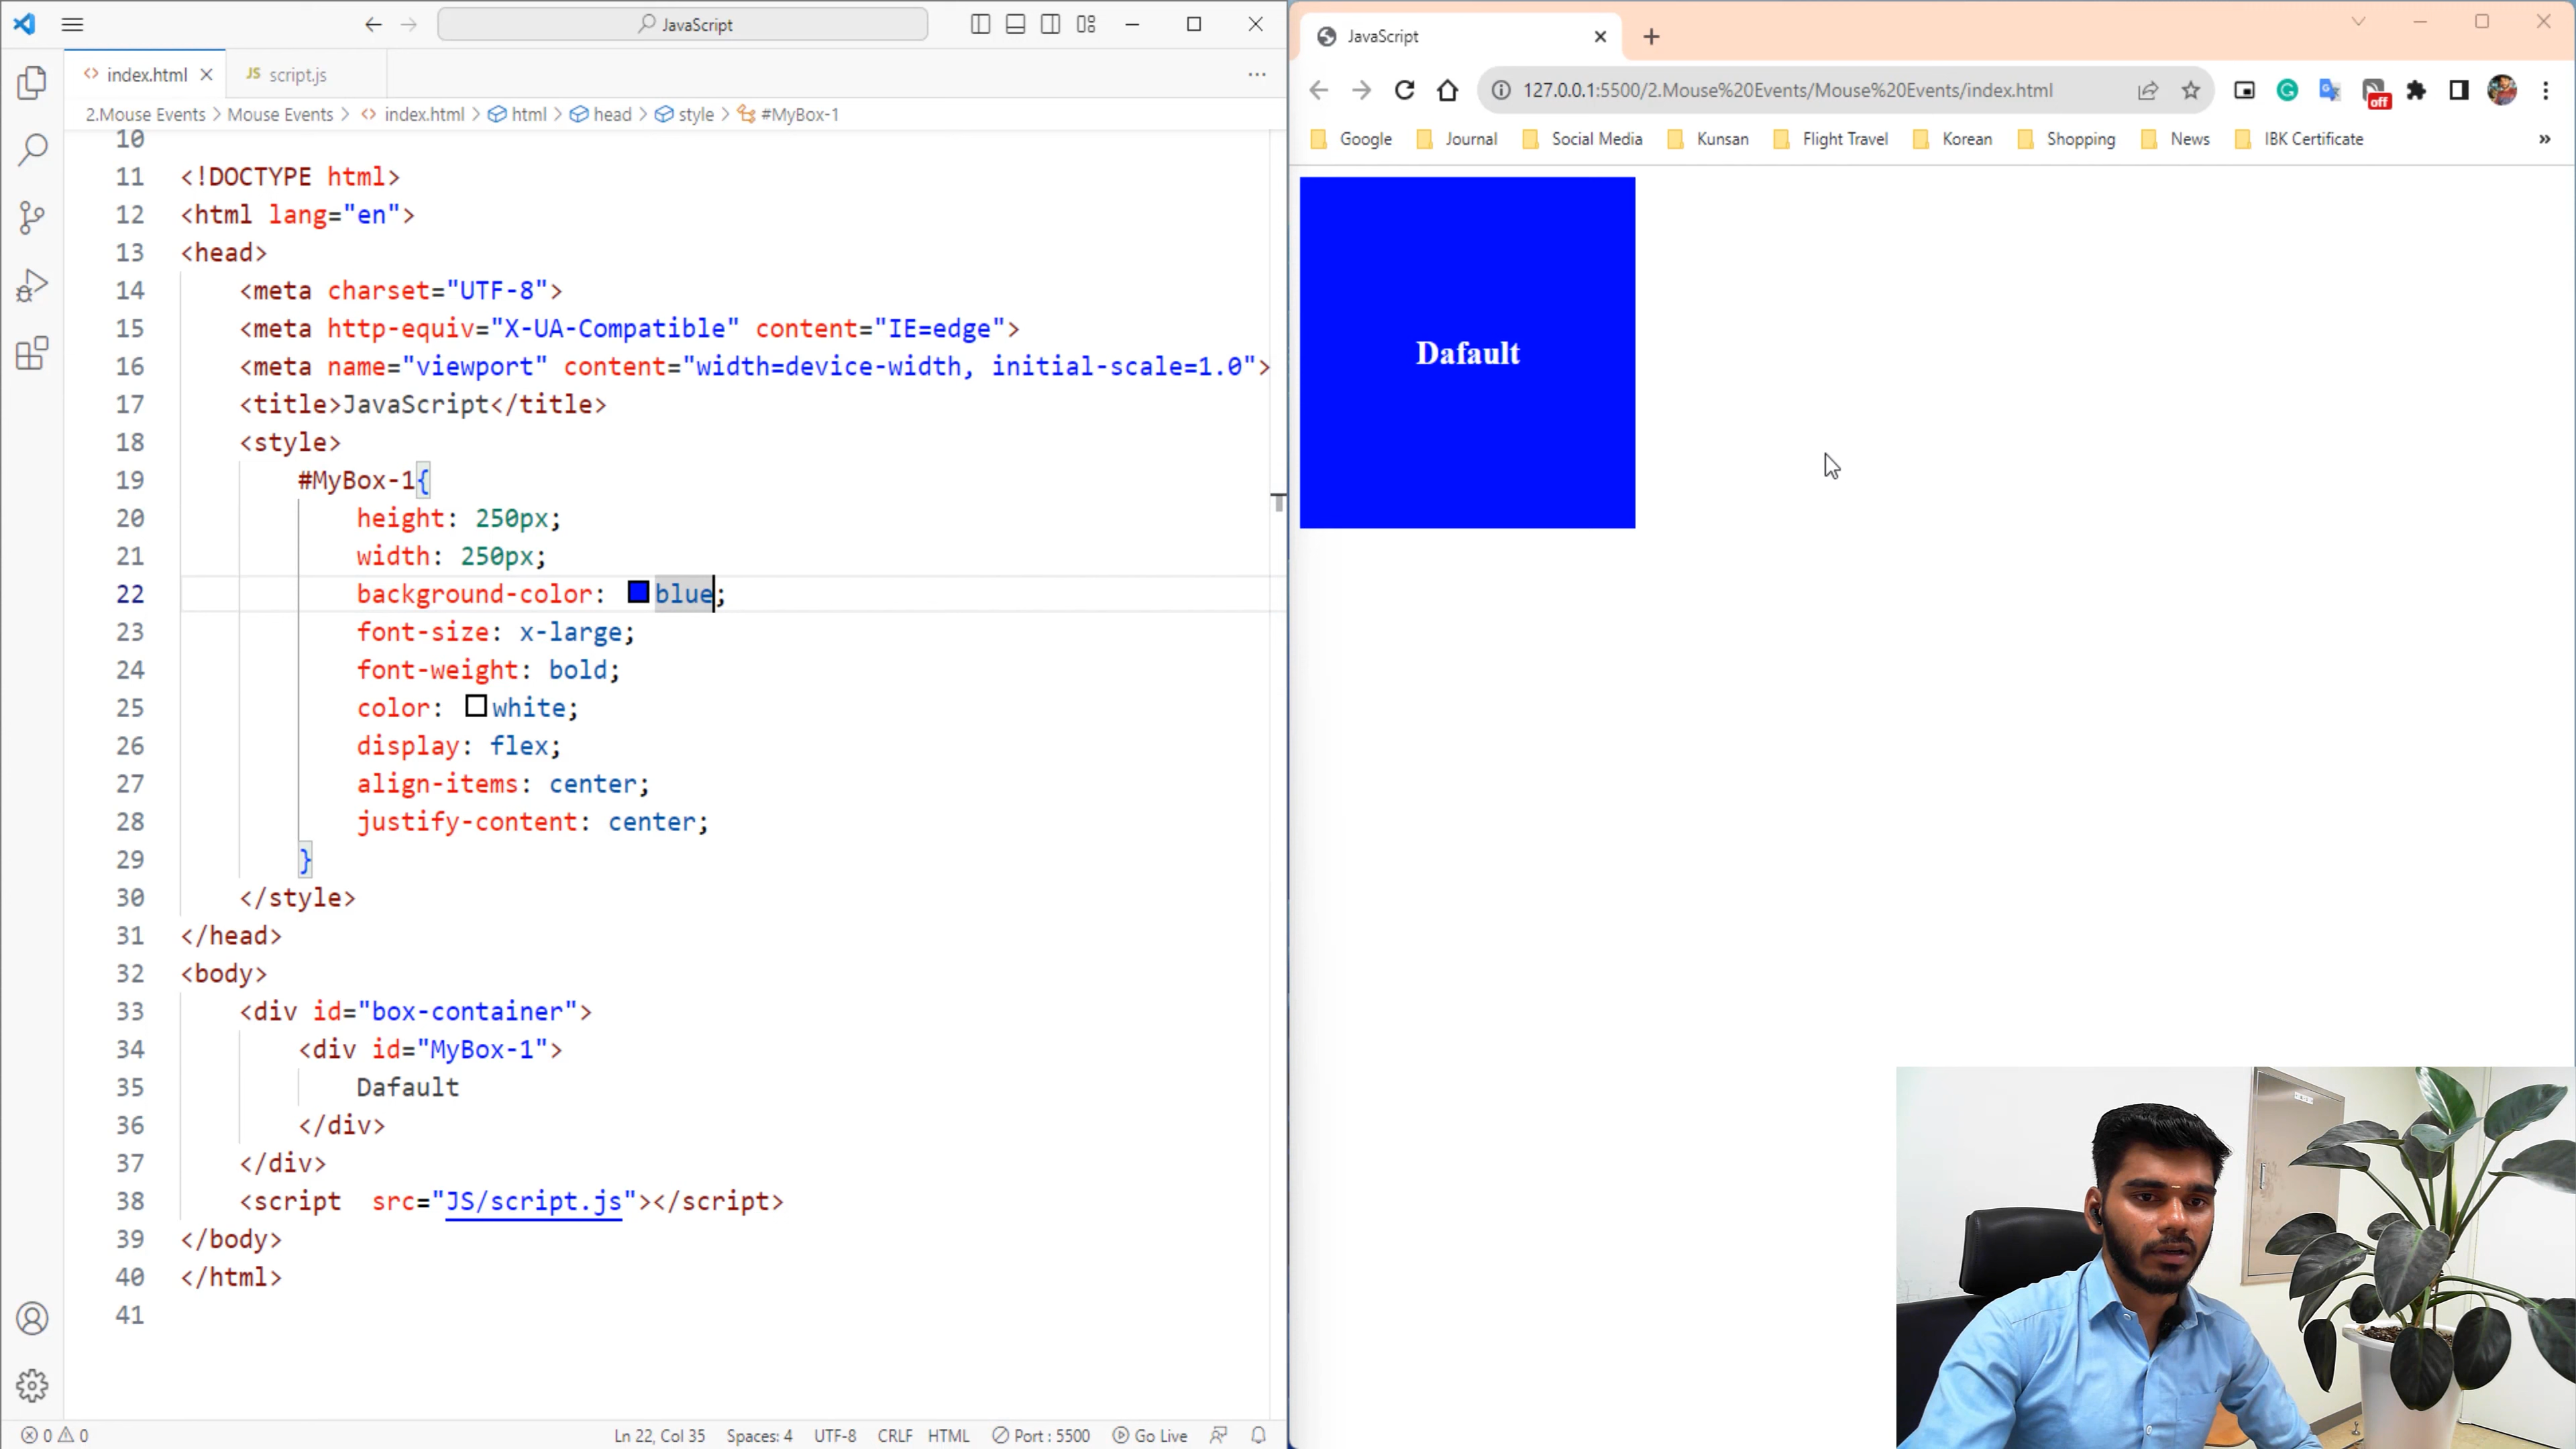 JavaScript
index.html
JS script.js
2.Mouse Events > Mouse Events > <> index.html > html > head > style > #MyBox-1
10
11 <!DOCTYPE html>
12 <html lang="en">
13 <head>
14 <meta charset="UTF-8">
15 <meta http-equiv="X-UA-Compatible" content="IE=edge">
16 <meta name="viewport" content="width=device-width, initial-scale=1.0">
17 <title>JavaScript</title>
18 <style>
19 #MyBox-1{
20 height: 250px;
21 width: 250px;
22 background-color: blue;
23 font-size: x-large;
24 font-weight: bold;
25 color: white;
26 display: flex;
27 align-items: center;
28 justify-content: center;
29 }
30 </style>
31 </head>
32 <body>
33 <div id="box-container">
34 <div id="MyBox-1">
35 Dafault
36 </div>
37 </div>
38 <script  src="JS/script.js"></script>
39 </body>
40 </html>
41
0 0 Ln 22, Col 35 Spaces: 4 UTF-8 CRLF HTML Port : 5500 Go Live
JavaScript
127.0.0.1:5500/2.Mouse%20Events/Mouse%20Events/index.html
off
Google Journal Social Media Kunsan Flight Travel Korean Shopping News IBK Certificate »
Dafault